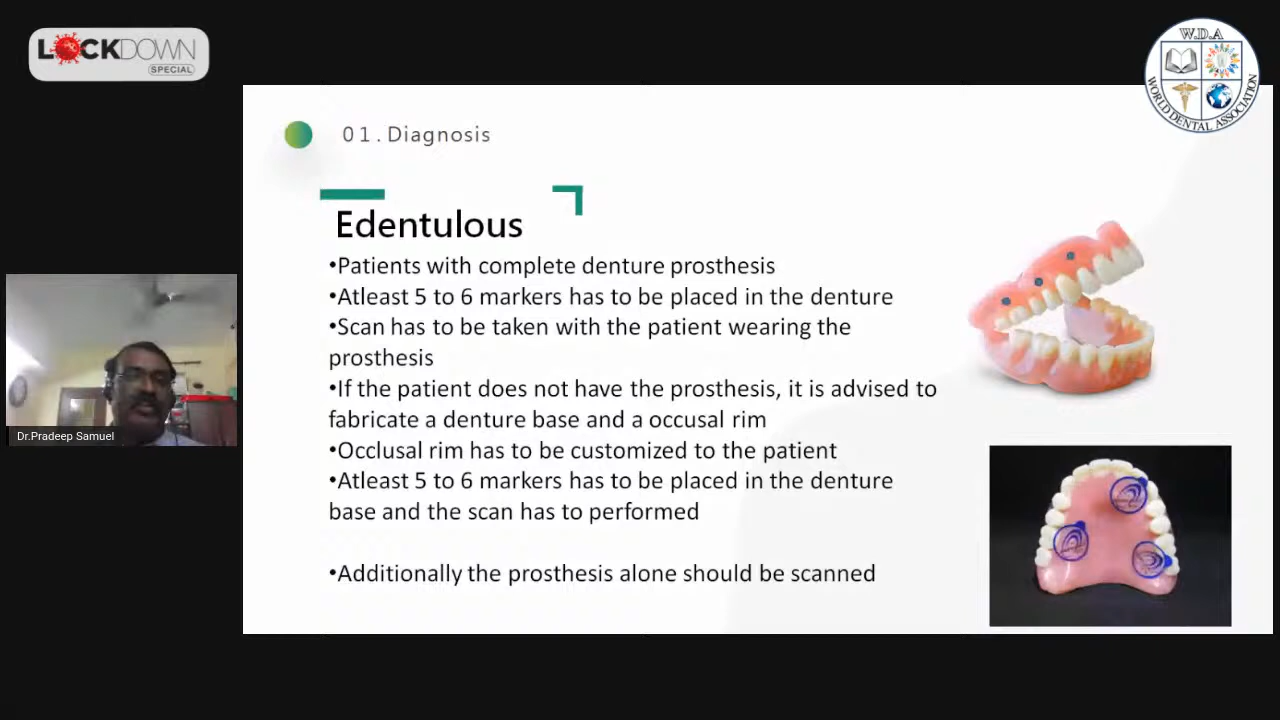 LOCKDOWN
SPECIAL
W.D.A
WORLD DENTAL ASSOCIATION
01.Diagnosis
Edentulous
•Patients with complete denture prosthesis
•Atleast 5 to 6 markers has to be placed in the denture
•Scan has to be taken with the patient wearing the
prosthesis
•If the patient does not have the prosthesis, it is advised to
fabricate a denture base and a occusal rim
•Occlusal rim has to be customized to the patient
•Atleast 5 to 6 markers has to be placed in the denture
base and the scan has to performed
•Additionally the prosthesis alone should be scanned
Dr.Pradeep Samuel